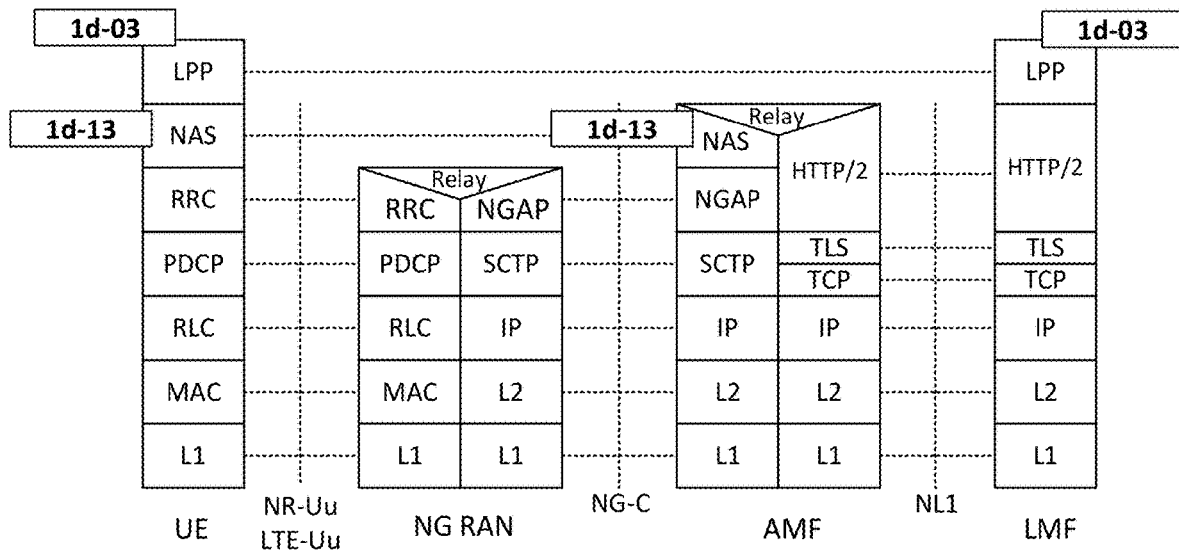 1d-03
1d-03
LPP
LPP
1d-13
NAS
1d-13
Relay
NAS
HTTP/2
HTTP/2
Relay
RRC
RRC
NGAP
NGAP
PDCP
PDCP
SCTP
SCTP
TLS
TLS
TCP
TCP
RLC
RLC
IP
IP
IP
IP
MAC
MAC
L2
L2
L2
L2
L1
L1
L1
L1
L1
L1
UE
NR-Uu
LTE-Uu
NG RAN
NG-C
AMF
NL1
LMF